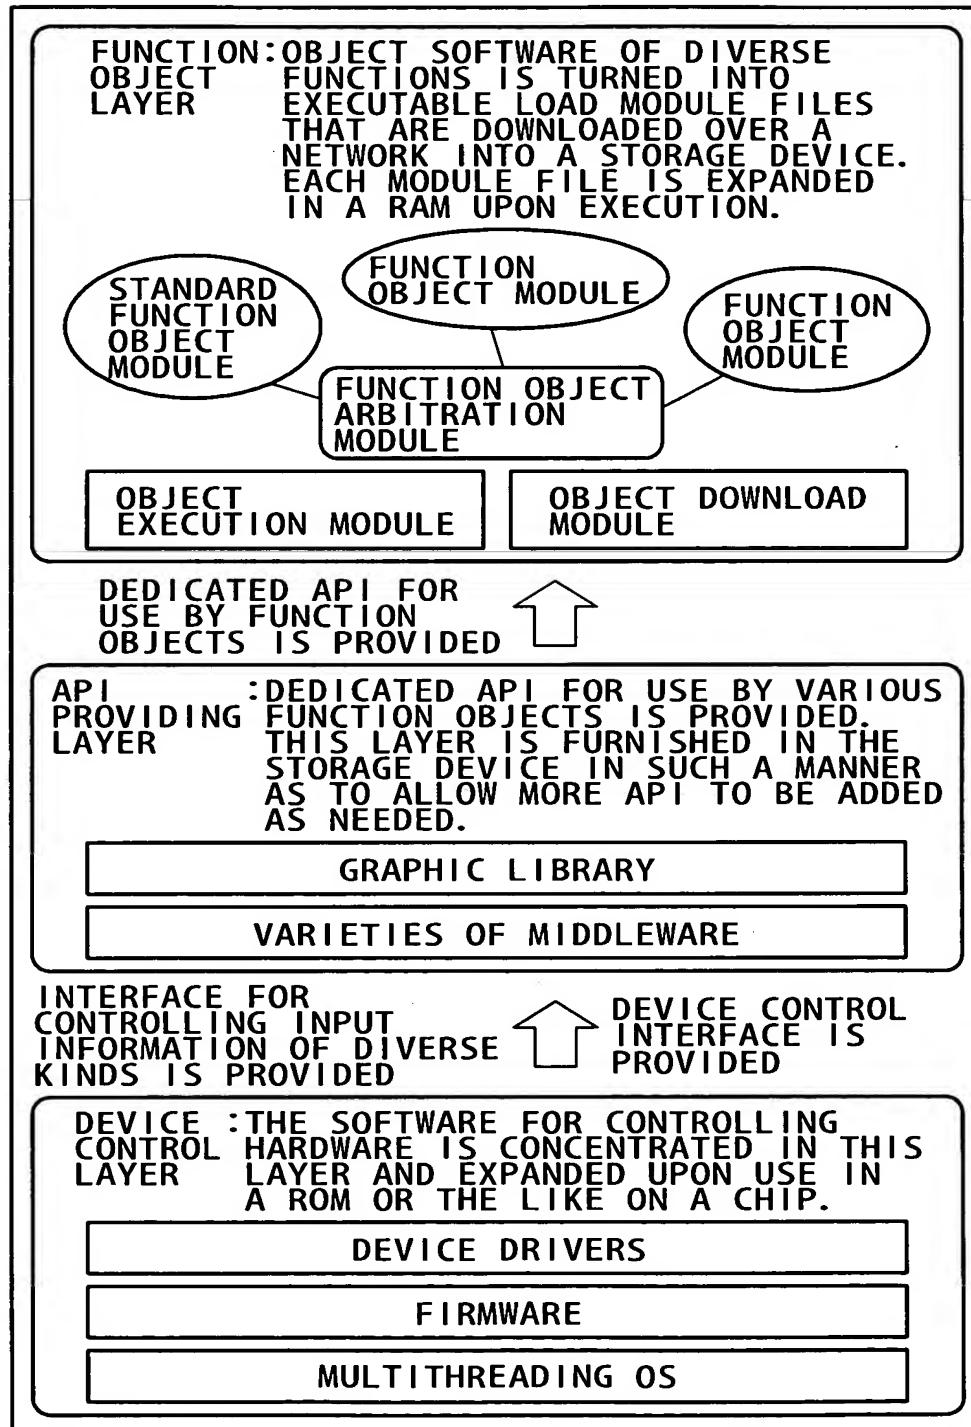 FUNCTION:OBJECT SOFTWARE OF DIVERSE
OBJECT FUNCTIONS IS TURNED INTO
LAYER EXECUTABLE LOAD MODULE FILES
THAT ARE DOWNLOADED OVER A
NETWORK INTO A STORAGE DEVICE.
EACH MODULE FILE IS EXPANDED
IN A RAM UPON EXECUTION.
STANDARD
FUNCTION
OBJECT
MODULE
FUNCTION
OBJECT MODULE
FUNCTION
OBJECT
MODULE
FUNCTION OBJECT
ARBITRATION
MODULE
OBJECT
EXECUTION MODULE
OBJECT DOWNLOAD
MODULE
DEDICATED API FOR
USE BY FUNCTION
OBJECTS IS PROVIDED
API :DEDICATED API FOR USE BY VARIOUS
PROVIDING FUNCTION OBJECTS IS PROVIDED.
LAYER THIS LAYER IS FURNISHED IN THE
STORAGE DEVICE IN SUCH A MANNER
AS TO ALLOW MORE API TO BE ADDED
AS NEEDED.
GRAPHIC LIBRARY
VARIETIES OF MIDDLEWARE
INTERFACE FOR
CONTROLLING INPUT
INFORMATION OF DIVERSE
KINDS IS PROVIDED
DEVICE CONTROL
INTERFACE IS
PROVIDED
DEVICE :THE SOFTWARE FOR CONTROLLING
CONTROL HARDWARE IS CONCENTRATED IN THIS
LAYER LAYER AND EXPANDED UPON USE IN
A ROM OR THE LIKE ON A CHIP.
DEVICE DRIVERS
FIRMWARE
MULTITHREADING OS